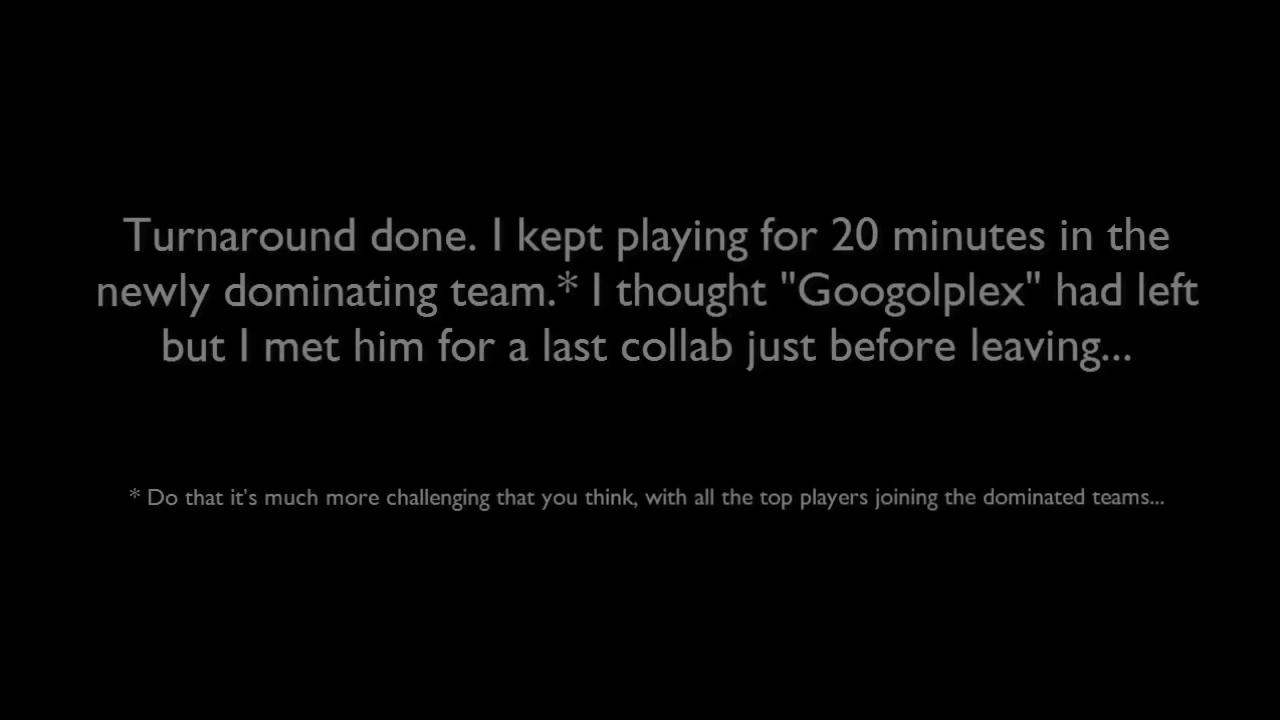 Turnaround done. I kept playing for 20 minutes in the
newly dominating team.* I thought "Googolplex" had left
but I met him for a last collab just before leaving...
* Do that it's much more challenging that you think, with all the top players joining the dominated teams...